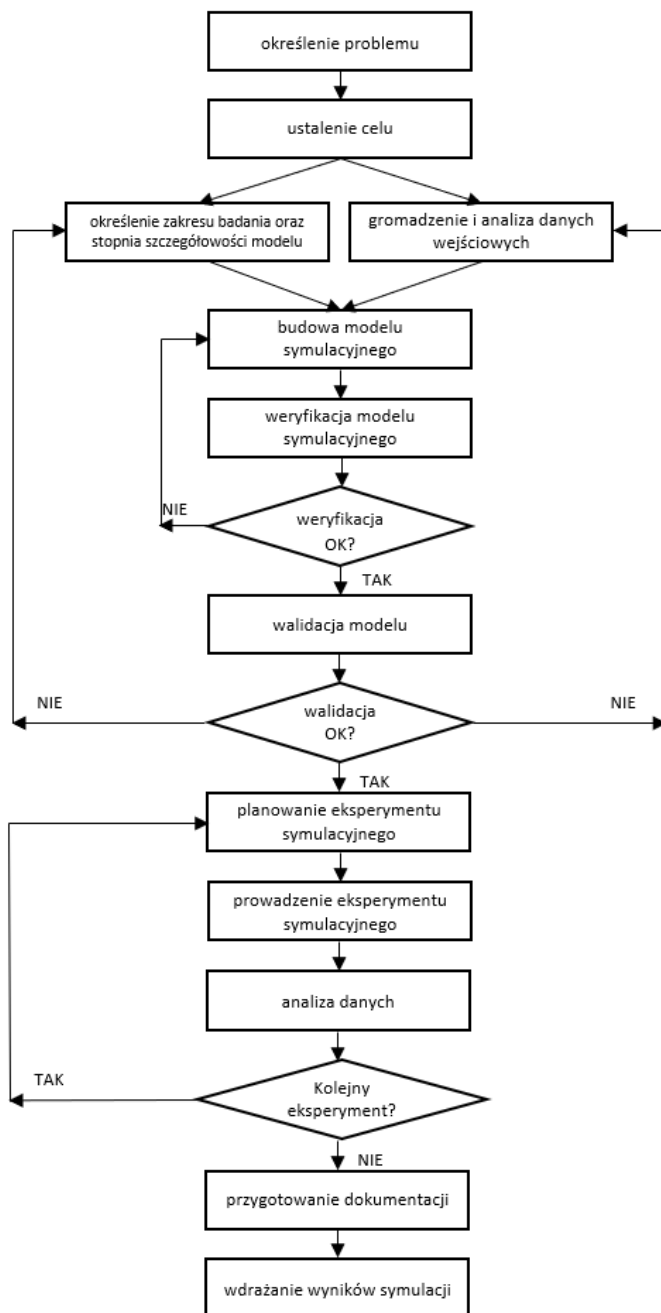 określenie problemu
ustalenie celu
określenie zakresu badania oraz
stopnia szczegółowości modelu
gromadzenie i analiza danych
wejściowych
budowa modelu
symulacyjnego
weryfikacja modelu
symulacyjnego
NIE
weryfikacja
OK?
TAK
walidacja modelu
NIE
walidacja
OK?
NIE
TAK
planowanie eksperymentu
symulacyjnego
prowadzenie eksperymentu
symulacyjnego
analiza danych
TAK
Kolejny
eksperyment?
NIE
przygotowanie dokumentacji
wdrażanie wyników symulacji